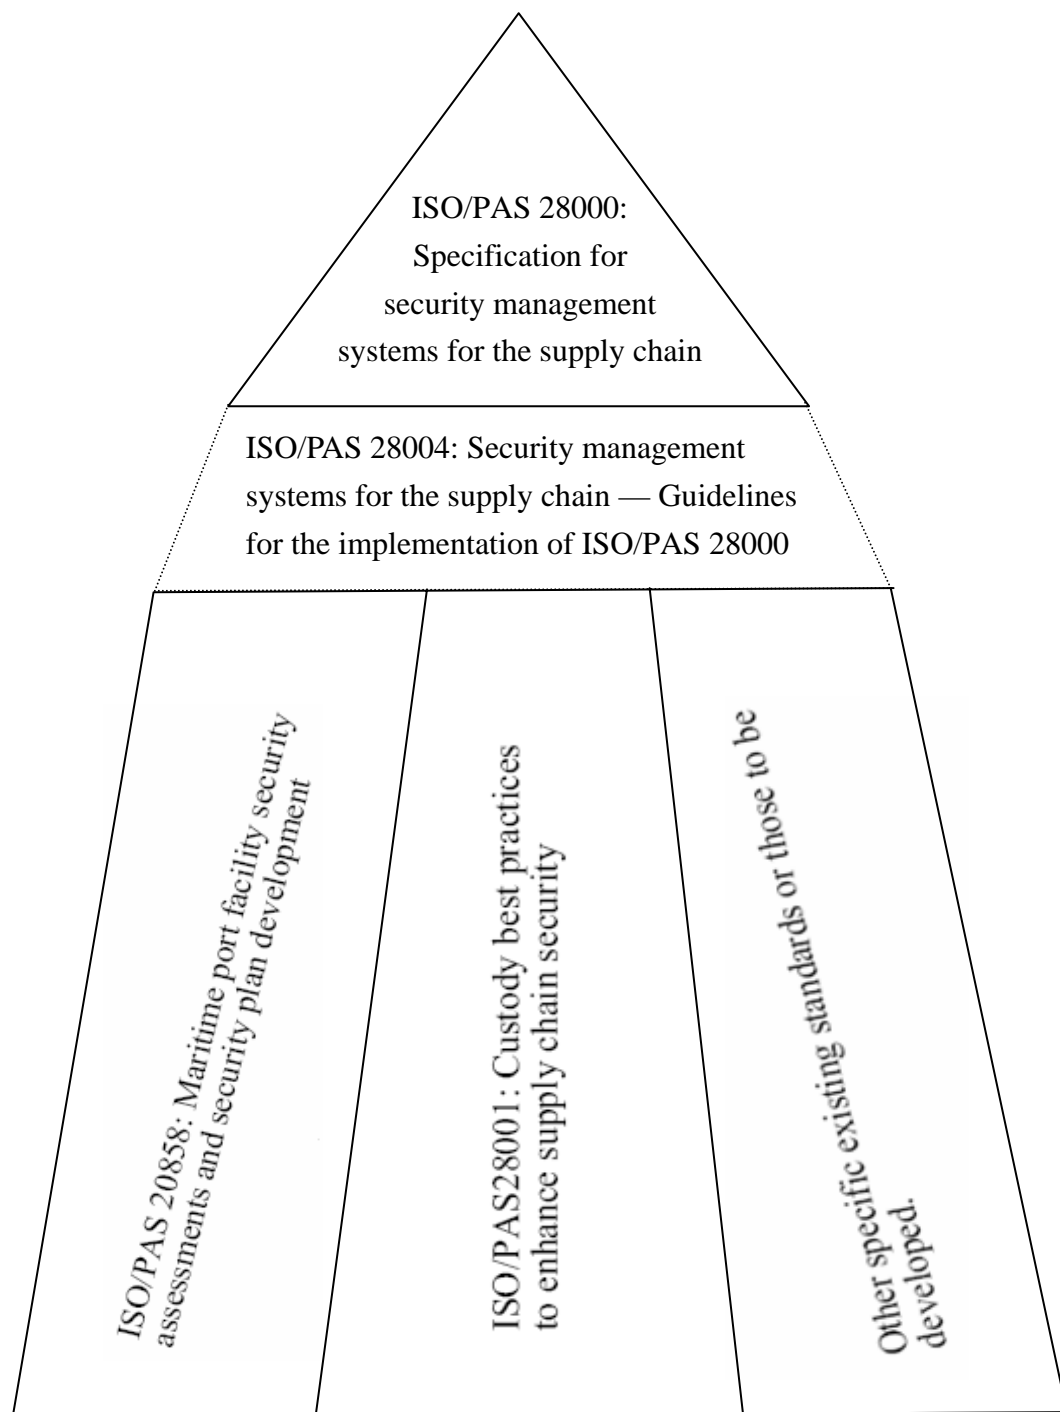 ISO/PAS 28000:
Specification for
security management
systems for the supply chain
ISO/PAS 28004: Security management
systems for the supply chain — Guidelines
for the implementation of ISO/PAS 28000
ISO/PAS 20858: Maritime port facility security
assessments and security plan development
ISO/PAS28001: Custody best practices
to enhance supply chain security
Other specific existing standards or those to be
developed.